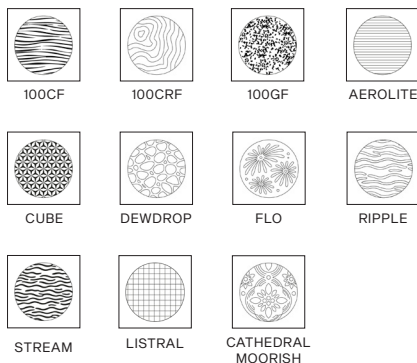 100CF
100CRF
100GF
AEROLITE
CUBE
DEWDROP
FLO
RIPPLE
STREAM
LISTRAL
CATHEDRAL
MOORISH